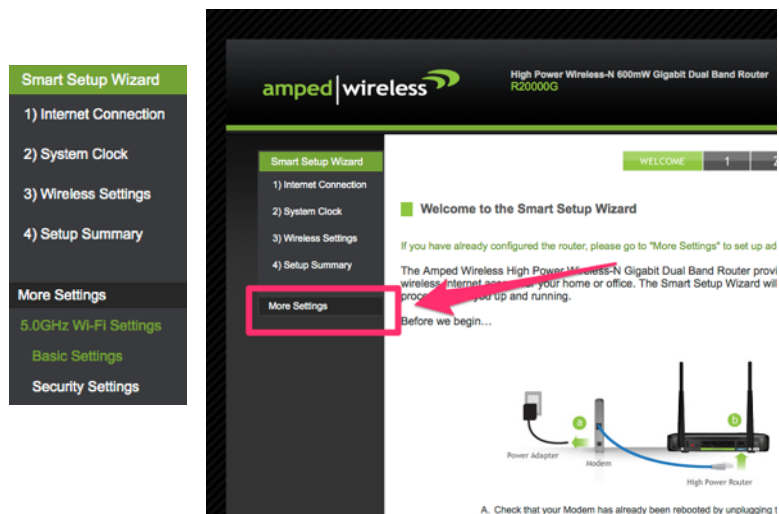 Smart Setup Wizard
1) Internet Connection
2) System Clock
3) Wireless Settings
4) Setup Summary
More Settings
5.0GHz Wi-Fi Settings
Basic Settings
Security Settings
amped wireless
High Power Wireless-N 600mW Gigabit Dual Band Router
R20000G
Smart Setup Wizard
1) Internet Connection
2) System Clock
3) Wireless Settings
4) Setup Summary
More Settings
WELCOME 1 2
Welcome to the Smart Setup Wizard
If you have already configured the router, please go to "More Settings" to set up ad
The Amped Wireless High Power Wireless-N Gigabit Dual Band Router provi
wireless Internet your home or office. The Smart Setup Wizard will
up and running.
Before we begin...
a
b
Power Adapter
Modem
High Power Router
A. Check that your Modem has already been rebooted by unplugging t